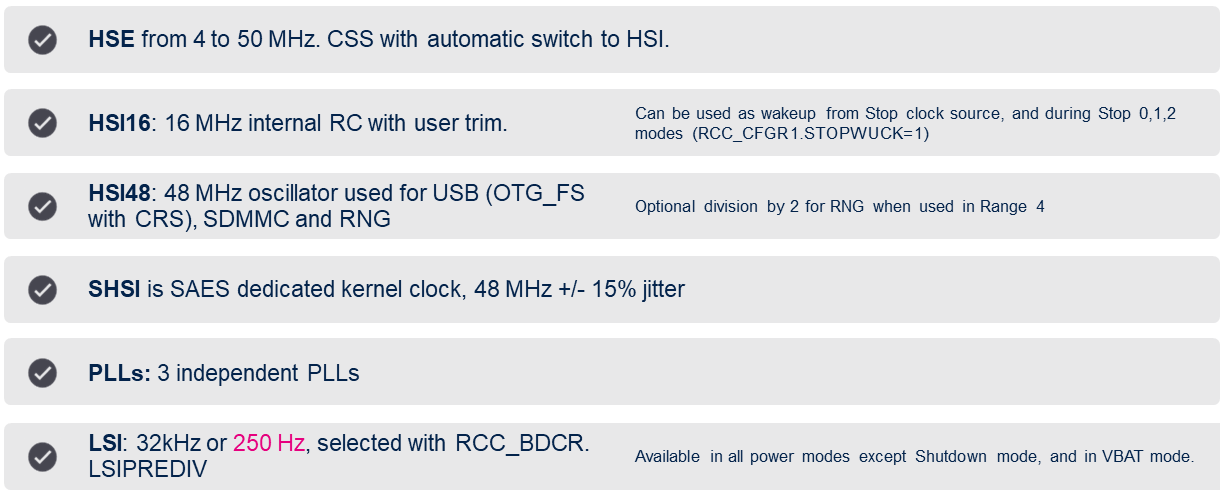 HSE from 4 to 50 MHz. CSS with automatic switch to HSI.
HSI16: 16 MHz internal RC with user trim.
Can be used as wakeup from Stop clock source, and during Stop 0,1,2
modes (RCC_CFGR1.STOPWUCK=1)
HSI48: 48 MHz oscillator used for USB (OTG_FS
with CRS), SDMMC and RNG
Optional division by 2 for RNG when used in Range 4
SHSI is SAES dedicated kernel clock, 48 MHz +/- 15% jitter
PLLs: 3 independent PLLs
LSI: 32kHz or 250 Hz, selected with RCC_BDCR.
LSIPREDIV
Available in all power modes except Shutdown mode, and in VBAT mode.